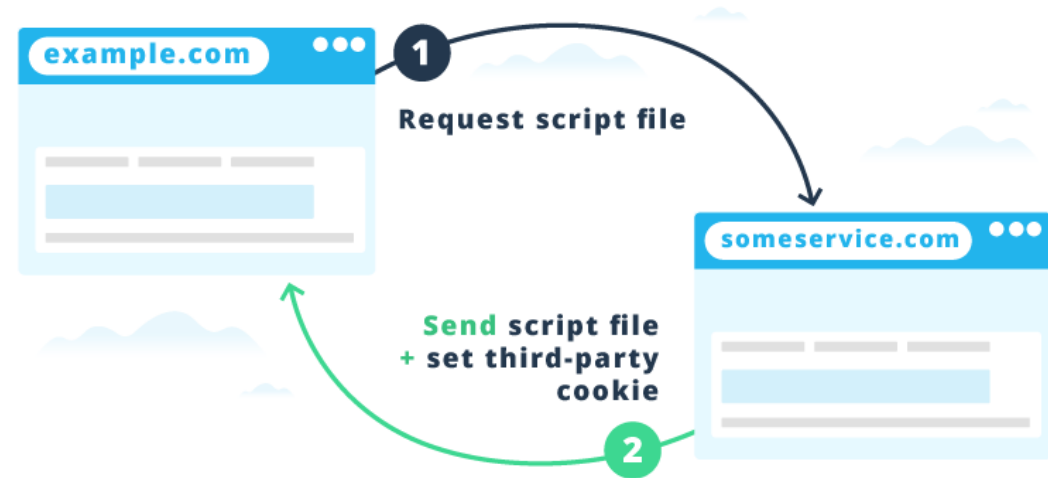 example.com
1
Request script file
someservice.com
Send script file
+ set third-party
cookie
2